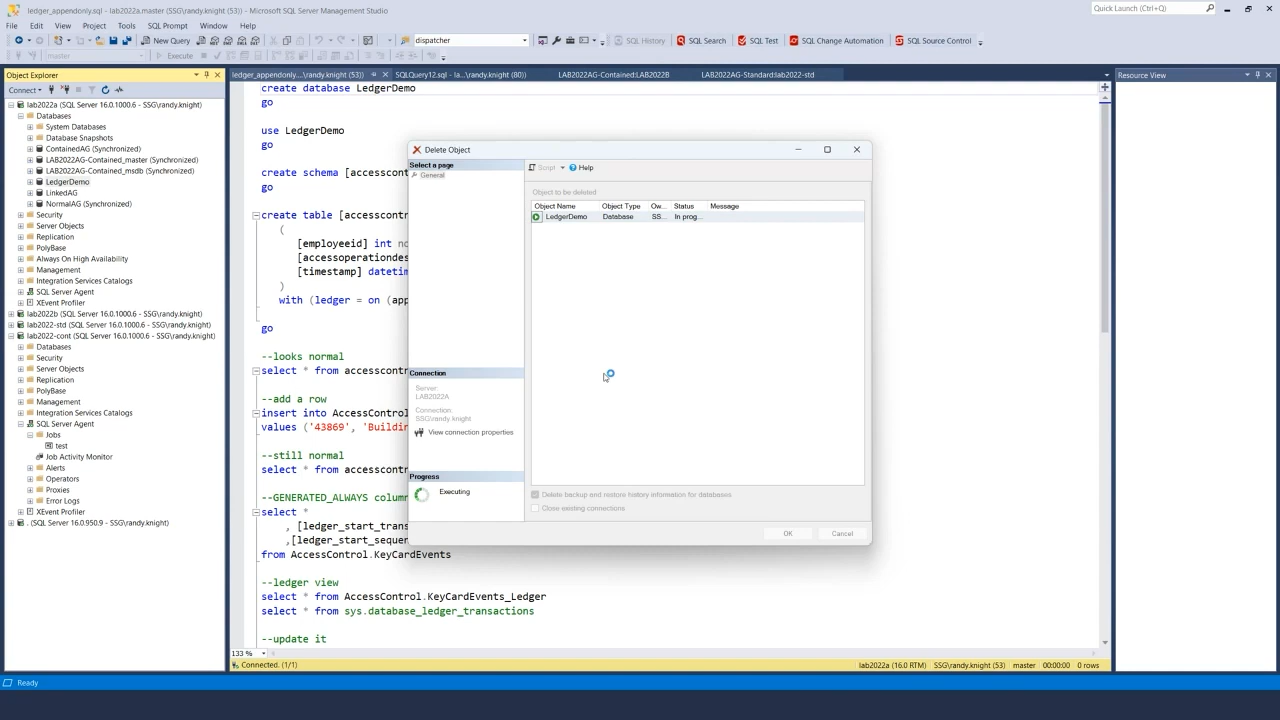 ledger_appendonly.sql - lab2022a.master (SSG\randy.knight (53)) - Microsoft SQL Server Management Studio
Quick Launch (Ctrl+Q)
File Edit View Project Tools SQL Prompt Window Help
New Query
dispatcher
SQL History
SQL Search
SQL Test
SQL Change Automation
SQL Source Control
master
Execute
Object Explorer
ledger_appendonly....\randy.knight (53))
SQLQuery12.sql - la...\randy.knight (80))
LAB2022AG-Contained:LAB2022B
LAB2022AG-Standard:lab2022-std
Resource View
Connect
lab2022a (SQL Server 16.0.1000.6 - SSG\randy.knight)
Databases
System Databases
Database Snapshots
ContainedAG (Synchronized)
LAB2022AG-Contained_master (Synchronized)
LAB2022AG-Contained_msdb (Synchronized)
LedgerDemo
LinkedAG
NormalAG (Synchronized)
Security
Server Objects
Replication
PolyBase
Always On High Availability
Management
Integration Services Catalogs
SQL Server Agent
XEvent Profiler
lab2022b (SQL Server 16.0.1000.6 - SSG\randy.knight)
lab2022-std (SQL Server 16.0.1000.6 - SSG\randy.knight)
lab2022-cont (SQL Server 16.0.1000.6 - SSG\randy.knight)
Databases
Security
Server Objects
Replication
PolyBase
Management
Integration Services Catalogs
SQL Server Agent
Jobs
test
Job Activity Monitor
Alerts
Operators
Proxies
Error Logs
XEvent Profiler
. (SQL Server 16.0.950.9 - SSG\randy.knight)
create database LedgerDemo
go
use LedgerDemo
go
create schema [accesscont
go
create table [accesscontr
(
[employeeid] int no
[accessoperationdes
[timestamp] datetim
)
with (ledger = on (app
go
--looks normal
select * from accesscontr
--add a row
insert into AccessControl
values ('43869', 'Buildin
--still normal
select * from accesscontr
--GENERATED_ALWAYS column
select *
, [ledger_start_trans
,[ledger_start_sequen
from AccessControl.KeyCardEvents
--ledger view
select * from AccessControl.KeyCardEvents_Ledger
select * from sys.database_ledger_transactions
--update it
Delete Object
Select a page
General
Script
Help
Object to be deleted
Object Name Object Type Ow... Status Message
LedgerDemo Database SS... In prog...
Connection
Server:
LAB2022A
Connection:
SSG\randy.knight
View connection properties
Progress
Executing
Delete backup and restore history information for databases
Close existing connections
OK
Cancel
133 %
Connected. (1/1)
lab2022a (16.0 RTM) SSG\randy.knight (53) master 00:00:00 0 rows
Ready